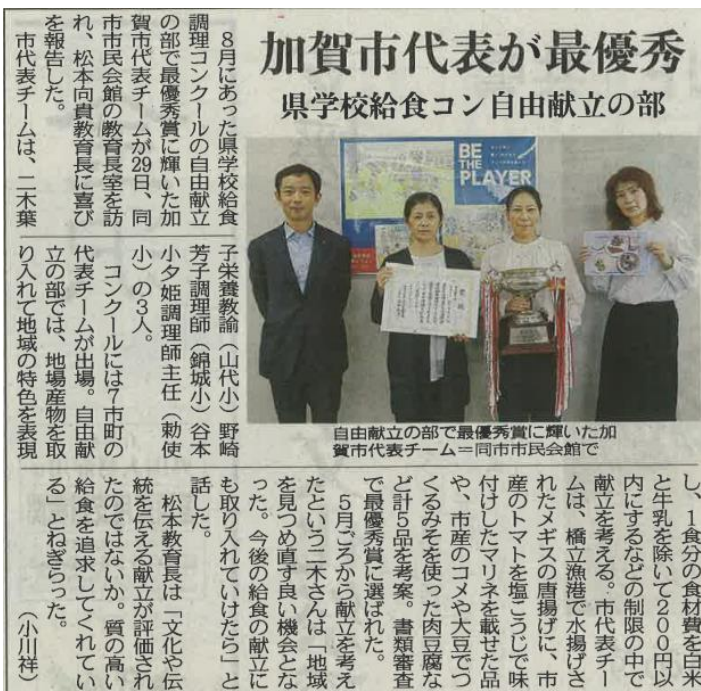 加賀市代表が最優秀
県学校給食コン自由献立の部
８月にあった県学校給食
調理コンクールの自由献立
の部で最優秀賞に輝いた加
賀市代表チームが29日、同
市市民会館の教育長室を訪
れ、松本向貴教育長に喜び
を報告した。
市代表チームは、二木葉
子栄養教諭（山代小）野崎
芳子調理師（錦城小）谷本
小夕姫調理師主任（勅使
小）の３人。
コンクールには７市町の
代表チームが出場。自由献
立の部では、地場産物を取
り入れて地域の特色を表現
BE
THE
PLAYER
自由献立の部で最優秀賞に輝いた加
賀市代表チーム＝同市市民会館で
し、１食分の食材費を白米
と牛乳を除いて２００円以
内にするなどの制限の中で
献立を考える。市代表チー
ムは、橋立漁港で水揚げさ
れたメギスの唐揚げに、市
産のトマトを塩こうじで味
付けしたマリネを載せた品
や、市産のコメや大豆でつ
くるみそを使った肉豆腐な
ど計５品を考案。書類審査
で最優秀賞に選ばれた。
５月ごろから献立を考え
たという二木さんは「地域
を見つめ直す良い機会とな
った。今後の給食の献立に
も取り入れていけたら」と
話した。
松本教育長は「文化や伝
統を伝える献立が評価され
たのではないか。質の高い
給食を追求してくれてい
る」とねぎらった。
（小川祥）